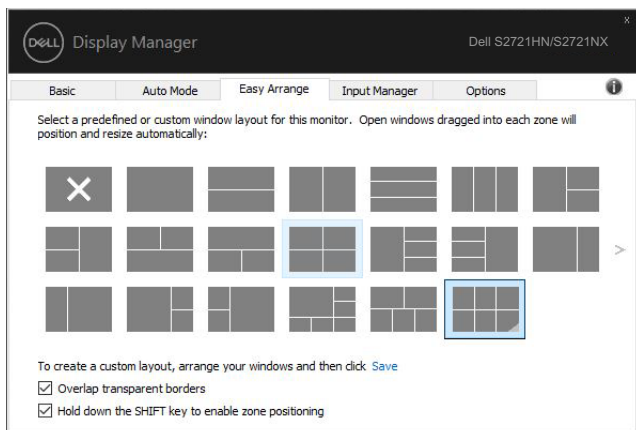 x
DELL Display Manager Dell S2721HN/S2721NX
Basic Auto Mode Easy Arrange Input Manager Options i
Select a predefined or custom window layout for this monitor. Open windows dragged into each zone will
position and resize automatically:
>
To create a custom layout, arrange your windows and then click Save
Overlap transparent borders
Hold down the SHIFT key to enable zone positioning